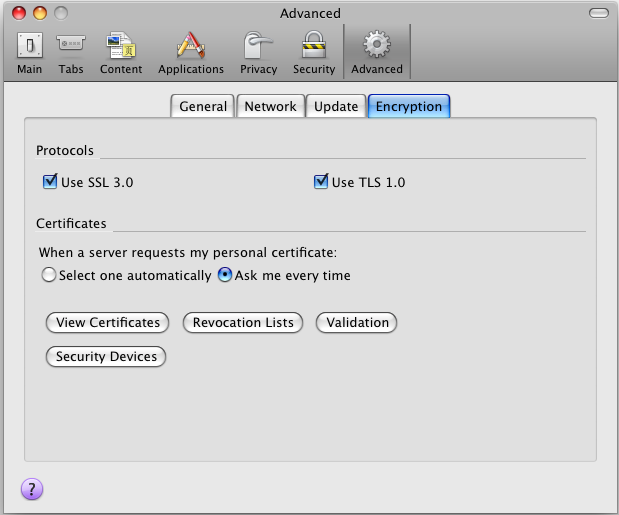 Advanced
Main Tabs Content Applications Privacy Security Advanced
General Network Update Encryption
Protocols
Use SSL 3.0 Use TLS 1.0
Certificates
When a server requests my personal certificate:
Select one automatically Ask me every time
View Certificates Revocation Lists Validation
Security Devices
?